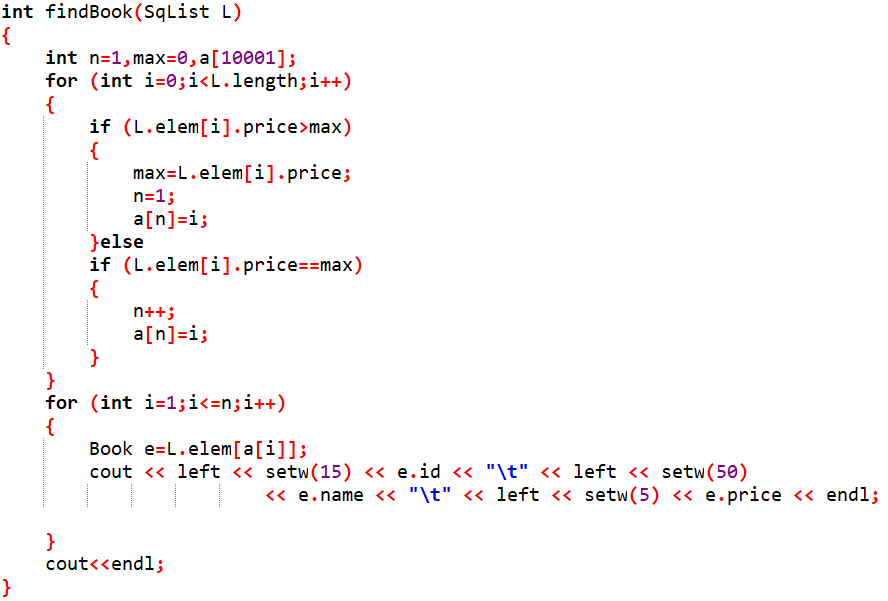 int findBook(SqList L)
{
    int n=1,max=0,a[10001];
    for (int i=0;i<L.length;i++)
    {
        if (L.elem[i].price>max)
        {
            max=L.elem[i].price;
            n=1;
            a[n]=i;
        }else
        if (L.elem[i].price==max)
        {
            n++;
            a[n]=i;
        }
    }
    for (int i=1;i<=n;i++)
    {
        Book e=L.elem[a[i]];
        cout << left << setw(15) << e.id << "\t" << left << setw(50)
                        << e.name << "\t" << left << setw(5) << e.price << endl;
    }
    cout<<endl;
}